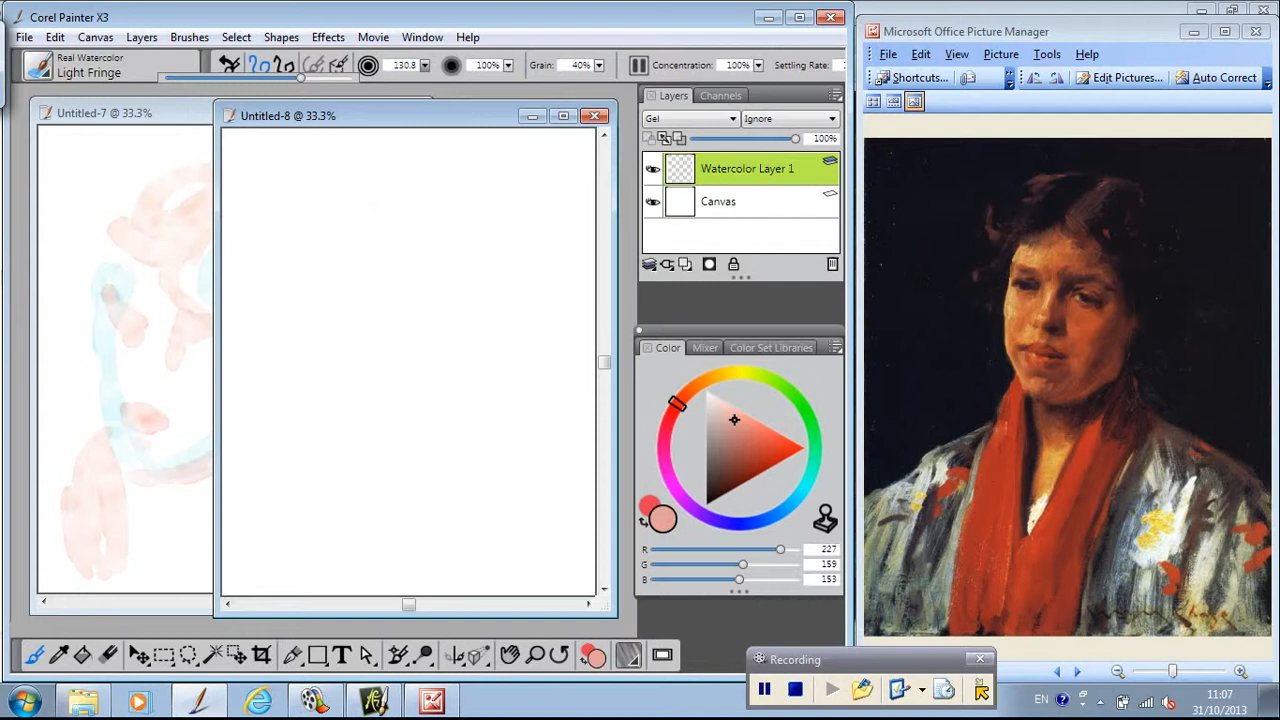 Corel Painter X3
File Edit Canvas Layers Brushes Select Shapes Effects Movie Window Help
Real Watercolor
Light Fringe
130.8
100%
Grain: 40%
Concentration: 100%
Settling Rate:
Untitled-7 @ 33.3%
Untitled-8 @ 33.3%
Layers Channels
Gel
Ignore
100%
Watercolor Layer 1
Canvas
Color Mixer Color Set Libraries
R 227
G 159
B 153
Microsoft Office Picture Manager
File Edit View Picture Tools Help
Shortcuts...
Edit Pictures...
Auto Correct
Recording
EN
11:07
31/10/2013